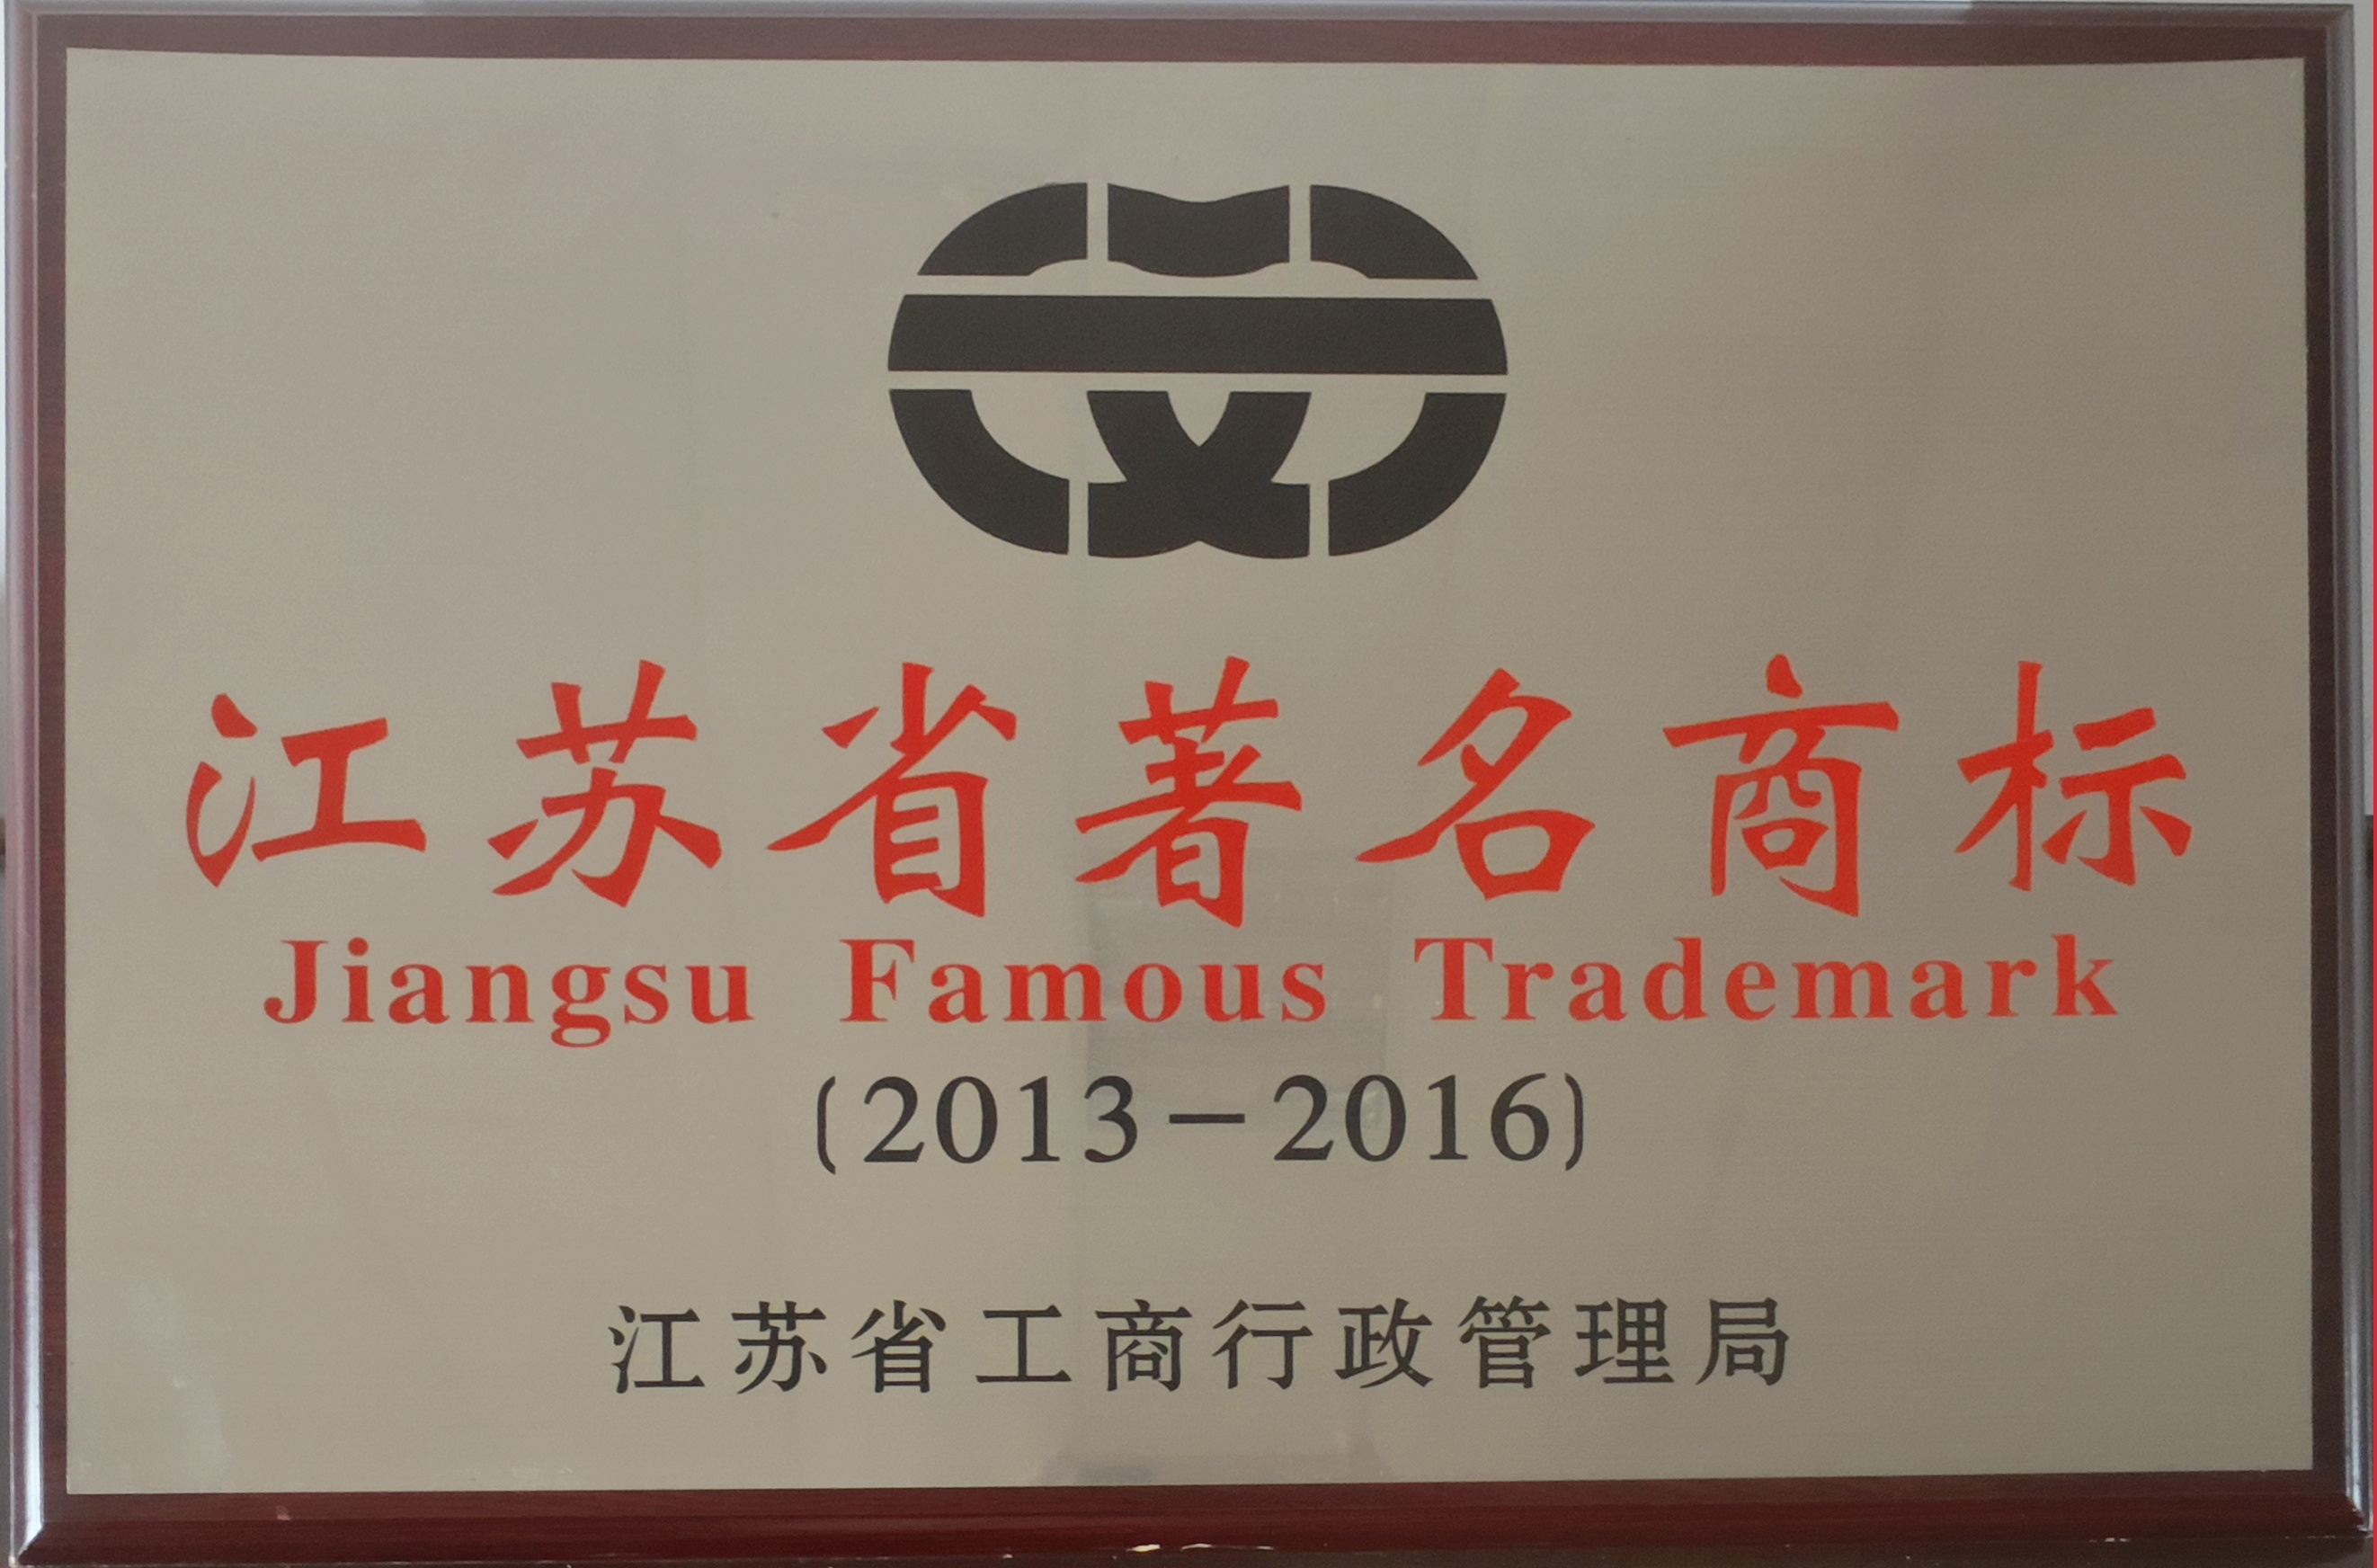 江苏省著名商标
Jiangsu Famous Trademark
(2013-2016)
江苏省工商行政管理局